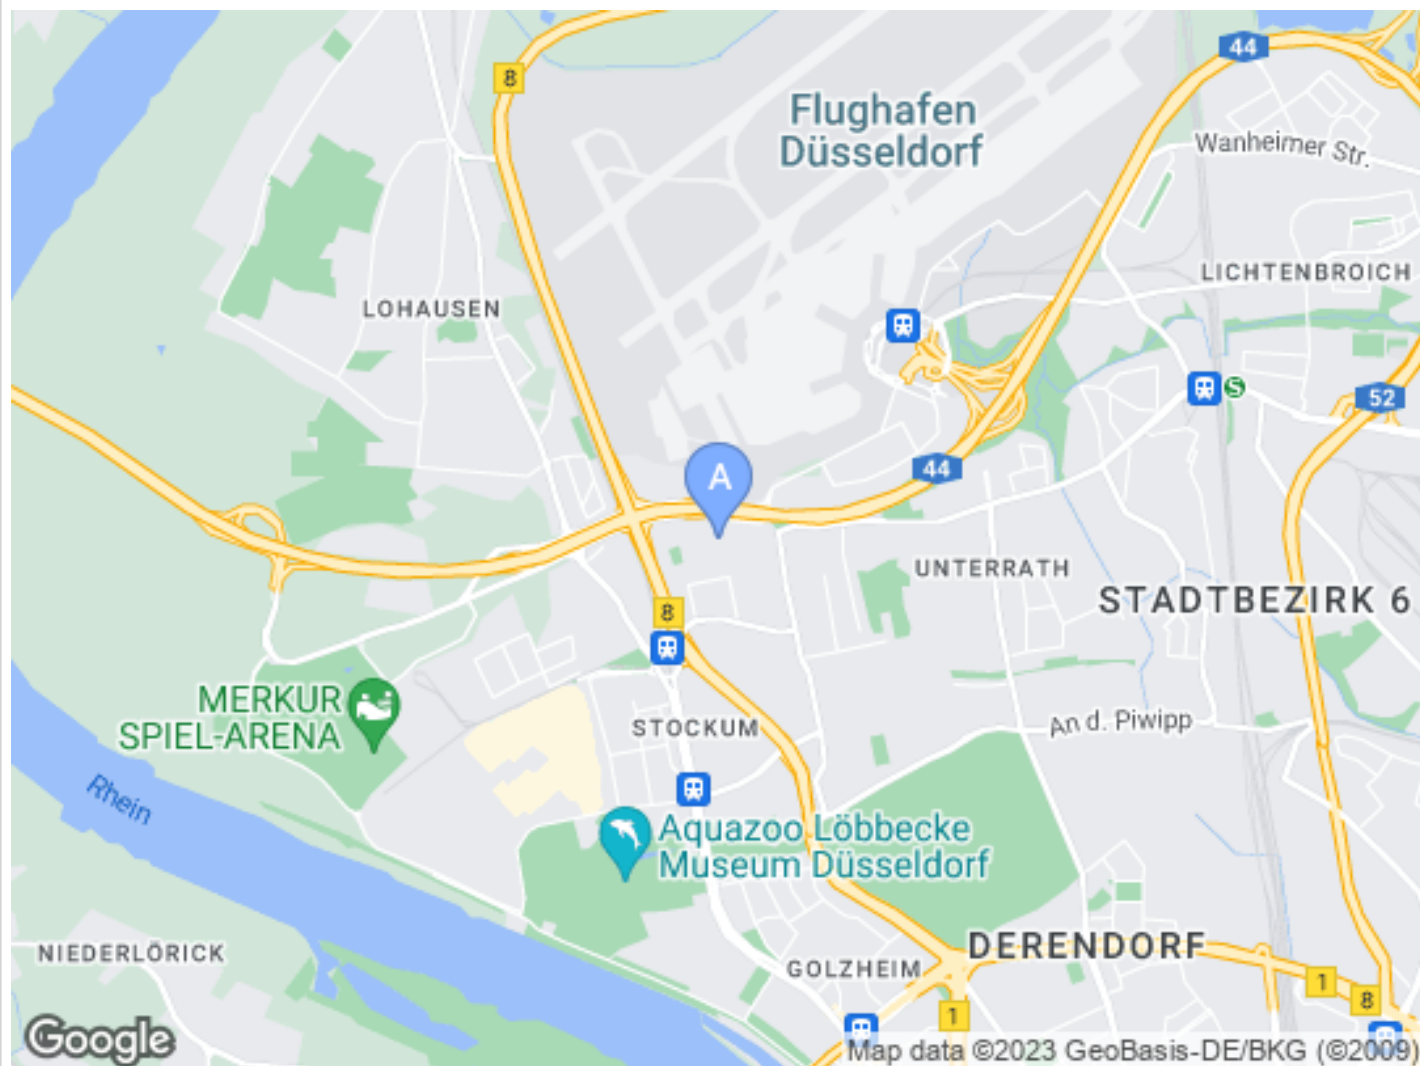 8
44
Flughafen
Düsseldorf
Wanheimer Str.
LICHTENBROICH
LOHAUSEN
S
52
44
A
UNTERRATH
STADTBEZIRK 6
8
MERKUR
SPIEL-ARENA
STOCKUM
An d. Piwipp
Rhein
Aquazoo Löbbecke
Museum Düsseldorf
NIEDERLÖRICK
DERENDORF
GOLZHEIM
1
8
1
Google
Map data ©2023 GeoBasis-DE/BKG (©2009)